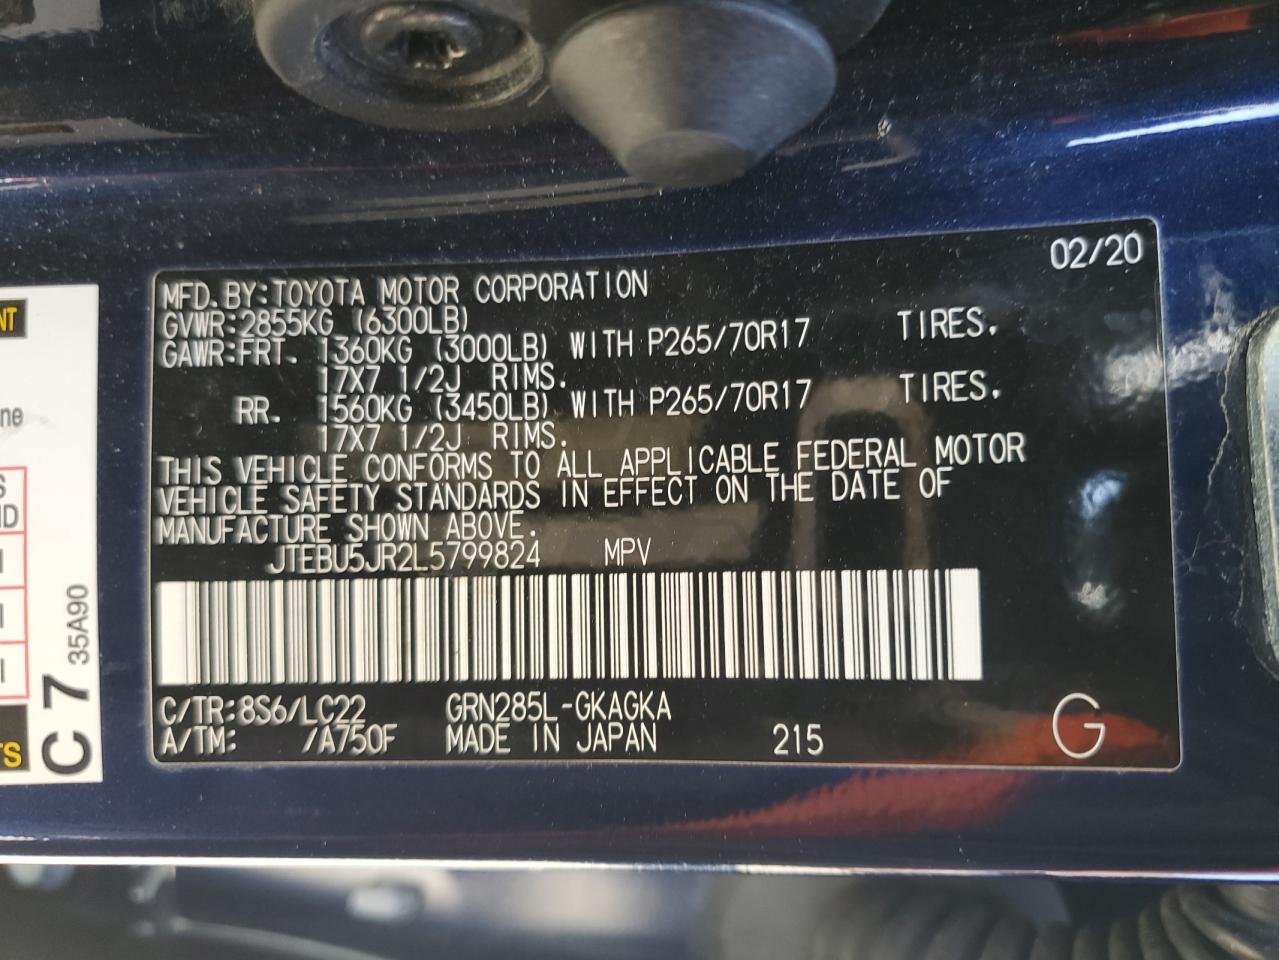 02/20
MFD. BY:TOYOTA MOTOR CORPORATION
GVWR:2855KG (6300LB)
GAWR:FRT. 1360KG (3000LB) WITH P265/70R17 TIRES.
17X7 1/2J RIMS.
RR. 1560KG (3450LB) WITH P265/70R17 TIRES.
17X7 1/2J RIMS.
THIS VEHICLE CONFORMS TO ALL APPLICABLE FEDERAL MOTOR
VEHICLE SAFETY STANDARDS IN EFFECT ON THE DATE OF
MANUFACTURE SHOWN ABOVE.
JTEBU5JR2L5799824 MPV
C/TR:8S6/LC22 GRN285L-GKAGKA
A/TM: /A750F MADE IN JAPAN 215 G
C 7 35A90